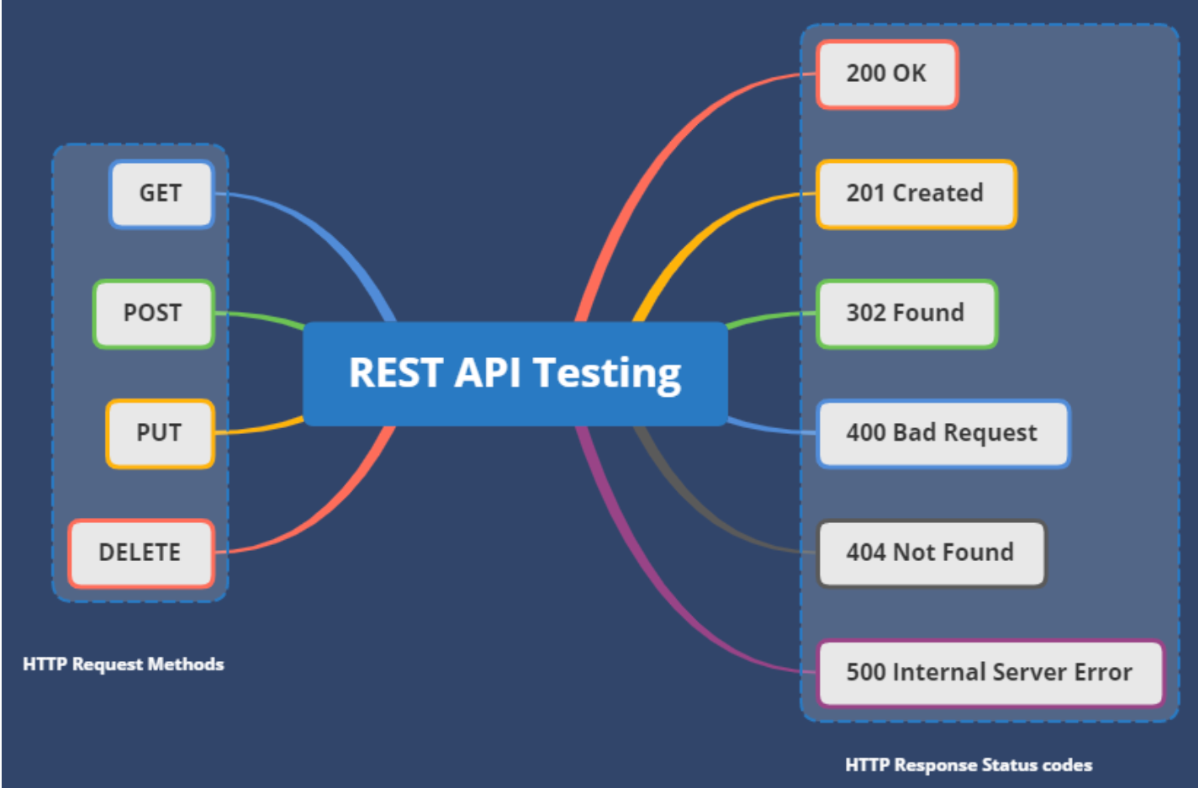 GET
POST
PUT
DELETE
HTTP Request Methods
REST API Testing
200 OK
201 Created
302 Found
400 Bad Request
404 Not Found
500 Internal Server Error
HTTP Response Status codes